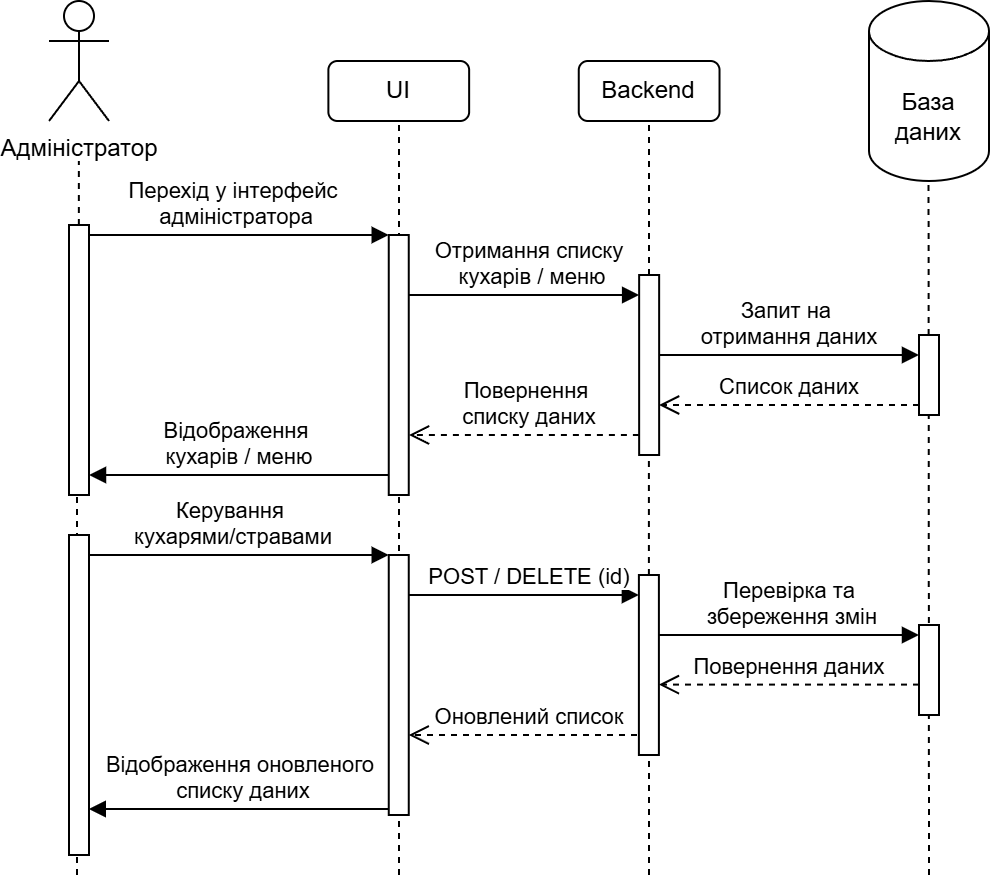 Адміністратор
UI
Backend
База
даних
Перехід у інтерфейс
адміністратора
Отримання списку
кухарів / меню
Запит на
отримання даних
Список даних
Повернення
списку даних
Відображення
кухарів / меню
Керування
кухарями/стравами
POST / DELETE (id)
Перевірка та
збереження змін
Повернення даних
Оновлений список
Відображення оновленого
списку даних